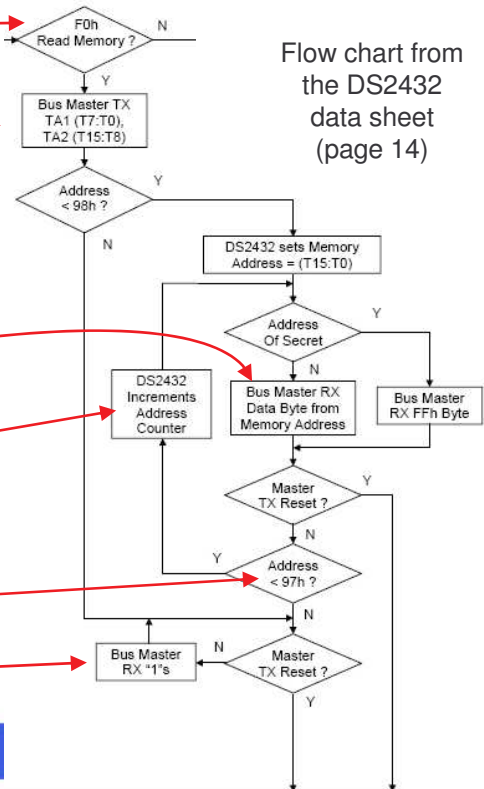 F0h
Read Memory ?
N
Y
Flow chart from
the DS2432
data sheet
(page 14)
Bus Master TX
TA1 (T7:T0),
TA2 (T15:T8)
Address
< 98h ?
Y
N
DS2432 sets Memory
Address = (T15:T0)
Address
Of Secret
Y
N
DS2432
Increments
Address
Counter
Bus Master RX
Data Byte from
Memory Address
Bus Master
RX FFh Byte
Master
TX Reset ?
Y
N
Address
< 97h ?
Y
N
Bus Master
RX "1"s
N
Master
TX Reset ?
Y